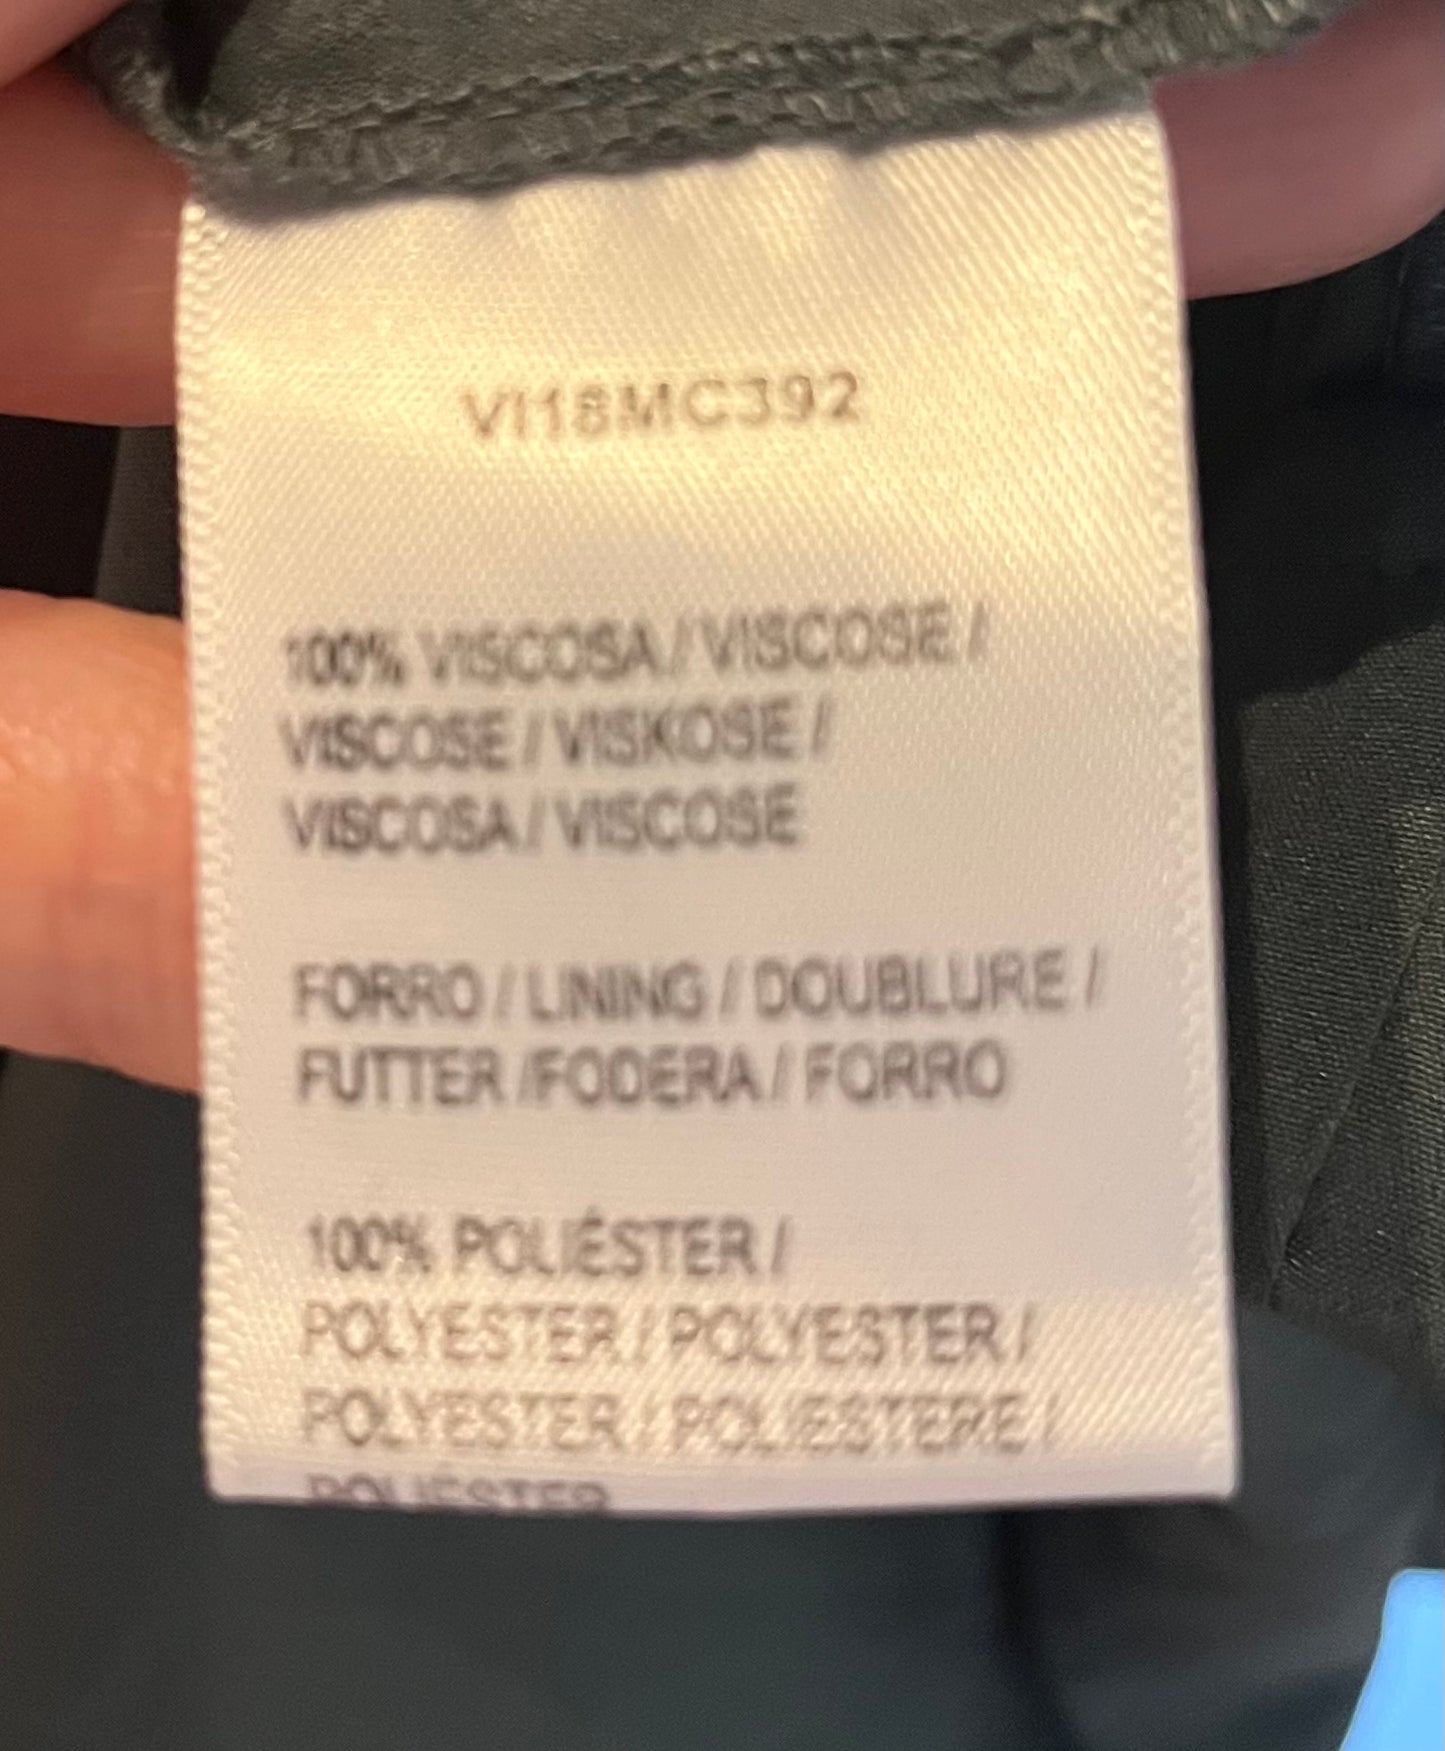 VI18MC392
100% VISCOSA / VISCOSE /
VISCOSE / VISKOSE /
VISCOSA / VISCOSE
FORRO / LINING / DOUBLURE /
FUTTER /FODERA / FORRO
100% POLIÉSTER /
POLYESTER / POLYESTER /
POLYESTER / POLIESTERE /
POLIÉSTER